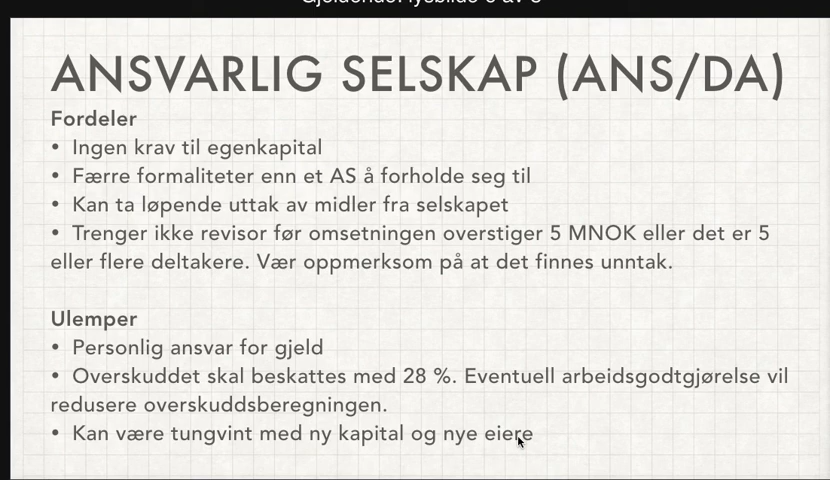 ANSVARLIG SELSKAP (ANS/DA)
Fordeler
• Ingen krav til egenkapital
• Færre formaliteter enn et AS å forholde seg til
• Kan ta løpende uttak av midler fra selskapet
• Trenger ikke revisor før omsetningen overstiger 5 MNOK eller det er 5
eller flere deltakere. Vær oppmerksom på at det finnes unntak.
Ulemper
• Personlig ansvar for gjeld
• Overskuddet skal beskattes med 28 %. Eventuell arbeidsgodtgjørelse vil
redusere overskuddsberegningen.
• Kan være tungvint med ny kapital og nye eiere